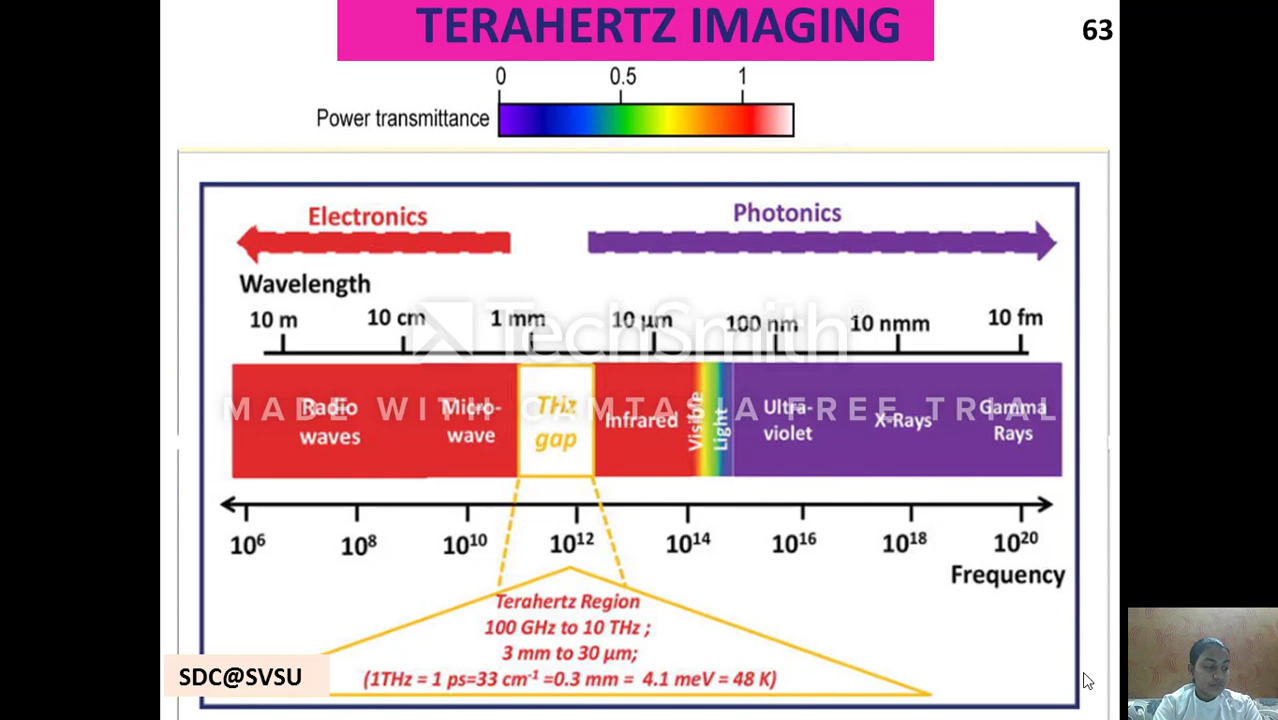 TERAHERTZ IMAGING
63
0 0.5 1
Power transmittance
Electronics
Photonics
Wavelength
10 m 10 cm 1 mm 10 µm 100 nm 10 nmm 10 fm
TechSmith®
MADE WITH CAMTASIA FREE TRIAL
Radio
waves
Micro-
wave
THz
gap
Infrared
Visible
Light
Ultra-
violet
X-Rays
Gamma
Rays
10⁶ 10⁸ 10¹⁰ 10¹² 10¹⁴ 10¹⁶ 10¹⁸ 10²⁰
Frequency
Terahertz Region
100 GHz to 10 THz ;
3 mm to 30 µm;
(1THz = 1 ps=33 cm⁻¹ =0.3 mm = 4.1 meV = 48 K)
SDC@SVSU